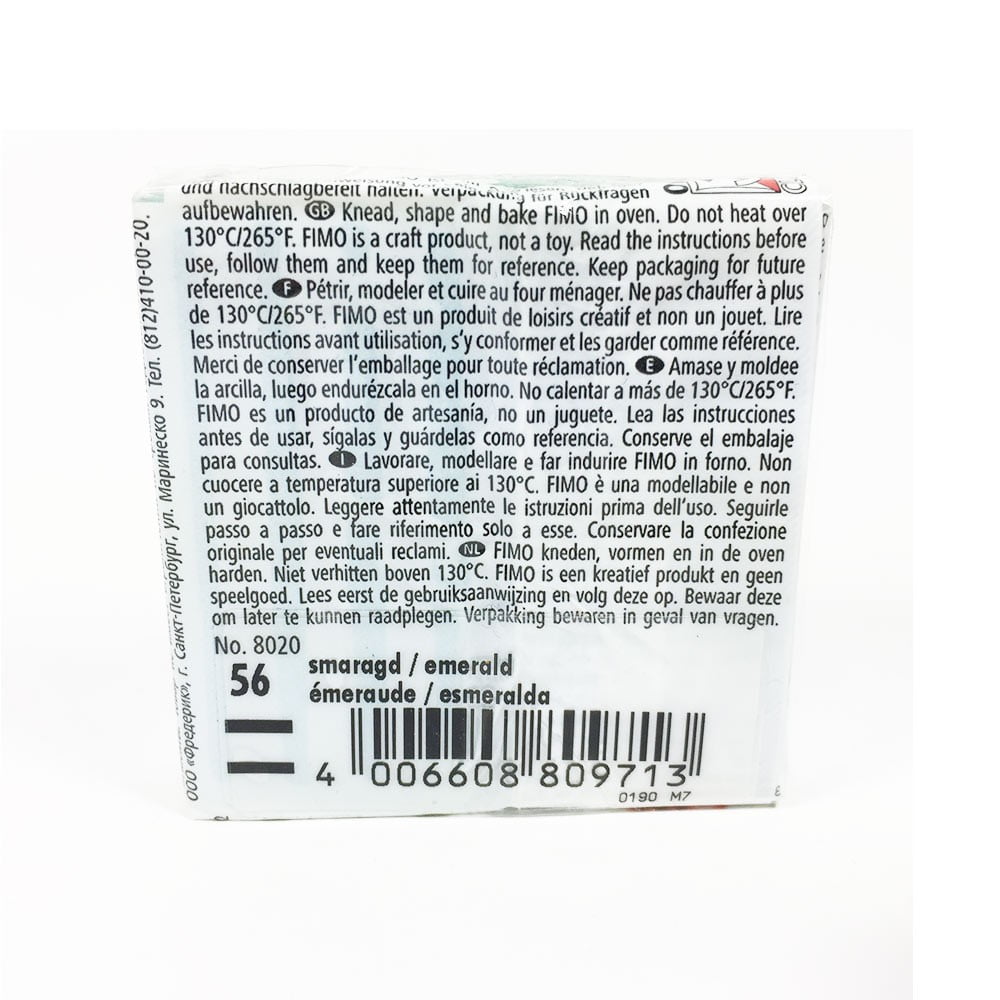 und nachschlagbereit halten. Verpackung für Rückfragen
aufbewahren. GB Knead, shape and bake FIMO in oven. Do not heat over
130°C/265°F. FIMO is a craft product, not a toy. Read the instructions before
use, follow them and keep them for reference. Keep packaging for future
reference. F Pétrir, modeler et cuire au four ménager. Ne pas chauffer à plus
de 130°C/265°F. FIMO est un produit de loisirs créatif et non un jouet. Lire
les instructions avant utilisation, s'y conformer et les garder comme référence.
Merci de conserver l'emballage pour toute réclamation. E Amase y moldee
la arcilla, luego endurézcala en el horno. No calentar a más de 130°C/265°F.
FIMO es un producto de artesanía, no un juguete. Lea las instrucciones
antes de usar, sígalas y guárdelas como referencia. Conserve el embalaje
para consultas. I Lavorare, modellare e far indurire FIMO in forno. Non
cuocere a temperatura superiore ai 130°C. FIMO è una modellabile e non
un giocattolo. Leggere attentamente le istruzioni prima dell'uso. Seguirle
passo a passo e fare riferimento solo a esse. Conservare la confezione
originale per eventuali reclami. NL FIMO kneden, vormen en in de oven
harden. Niet verhitten boven 130°C. FIMO is een kreatief produkt en geen
speelgoed. Lees eerst de gebruiksaanwijzing en volg deze op. Bewaar deze
om later te kunnen raadplegen. Verpakking bewaren in geval van vragen.
No. 8020
56
smaragd / emerald
émeraude / esmeralda
4 006608 809713
0190 M7
ООО «Фредерик», г. Санкт-Петербург, ул. Маринеско 9. Тел. (812)410-00-20.